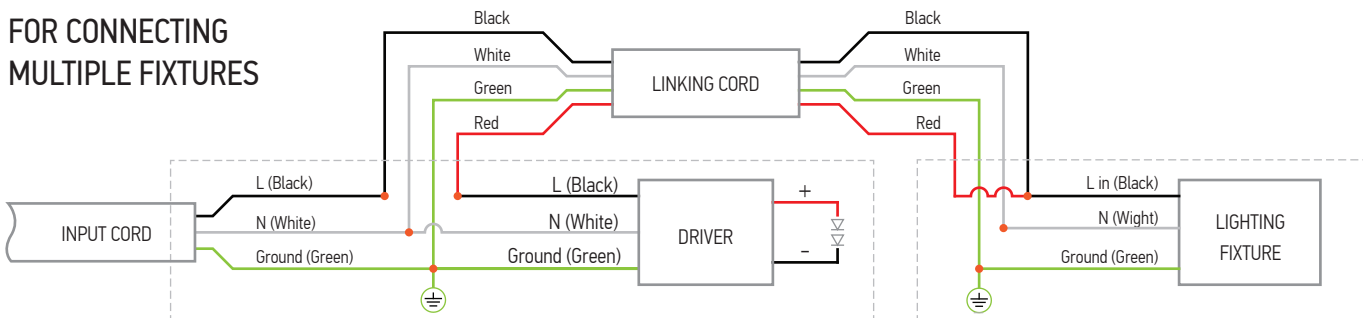 FOR CONNECTING
MULTIPLE FIXTURES
Black
White
Green
Red
LINKING CORD
Black
White
Green
Red
INPUT CORD
L (Black)
N (White)
Ground (Green)
L (Black)
N (White)
Ground (Green)
DRIVER
+
–
L in (Black)
N (Wight)
Ground (Green)
LIGHTING
FIXTURE